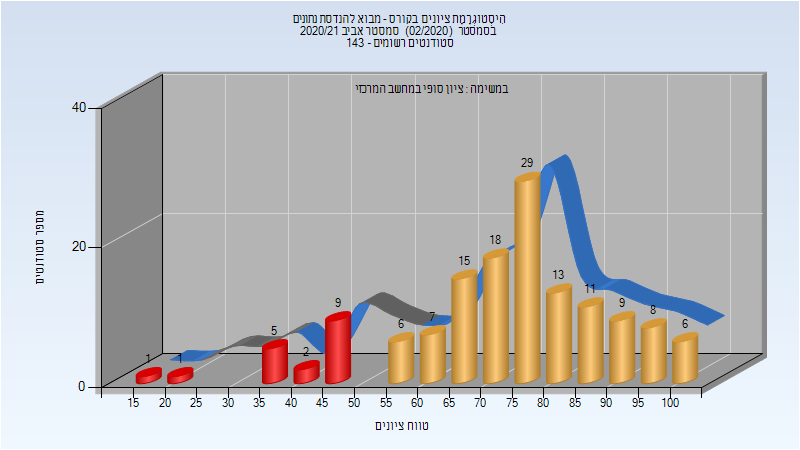 היסטוגרמת ציונים בקורס - מבוא להנדסת נתונים
בסמסטר (02/2020) סמסטר אביב 2020/21
סטודנטים רשומים - 143
במשימה : ציון סופי במחשב המרכזי
מספר סטודנטים
40
20
0
1
1
5
2
9
6
7
15
18
29
13
11
9
8
6
15 20 25 30 35 40 45 50 55 60 65 70 75 80 85 90 95 100
טווח ציונים